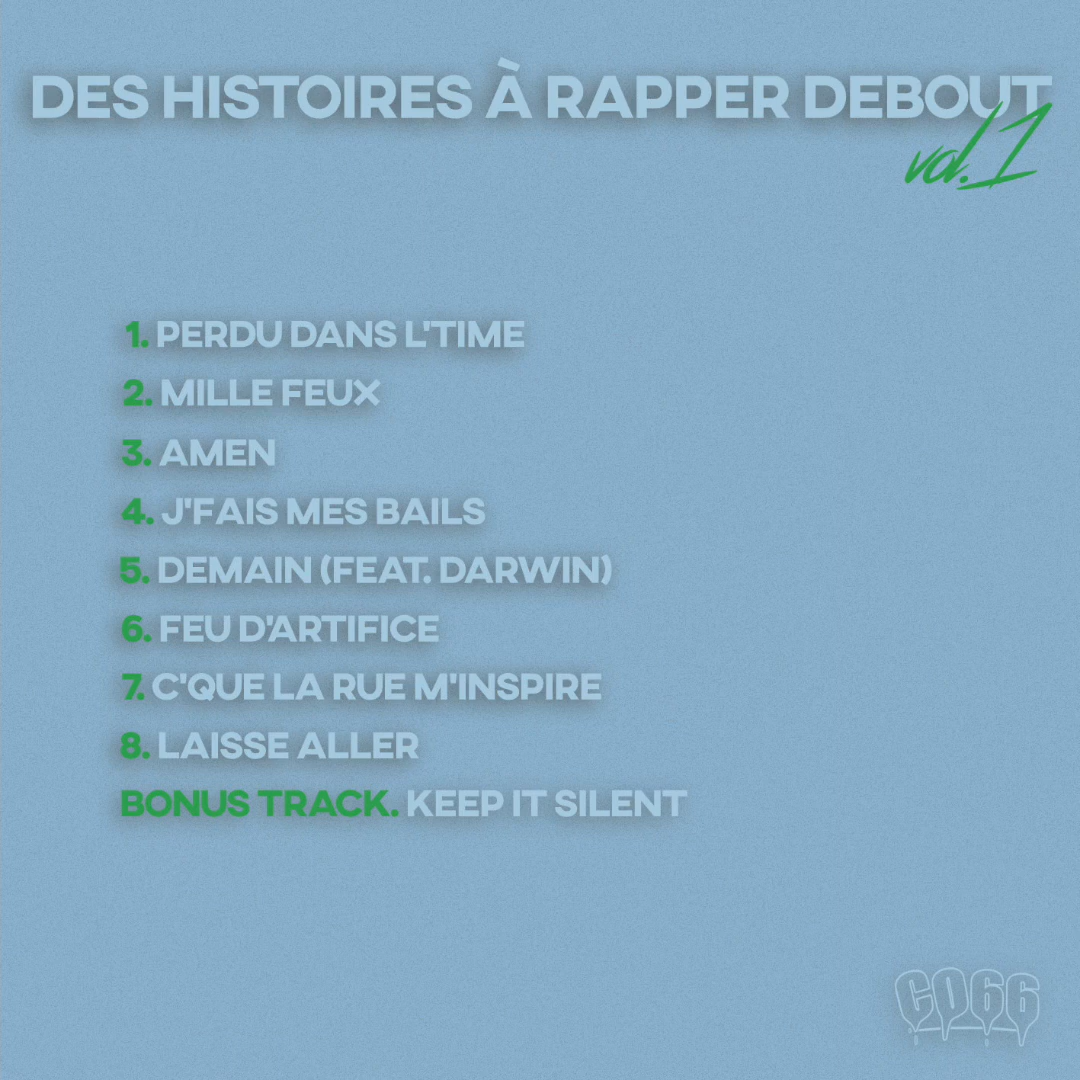 DES HISTOIRES À RAPPER DEBOUT
vol.1
1. PERDU DANS L'TIME
2. MILLE FEUX
3. AMEN
4. J'FAIS MES BAILS
5. DEMAIN (FEAT. DARWIN)
6. FEU D'ARTIFICE
7. C'QUE LA RUE M'INSPIRE
8. LAISSE ALLER
BONUS TRACK. KEEP IT SILENT
CO66